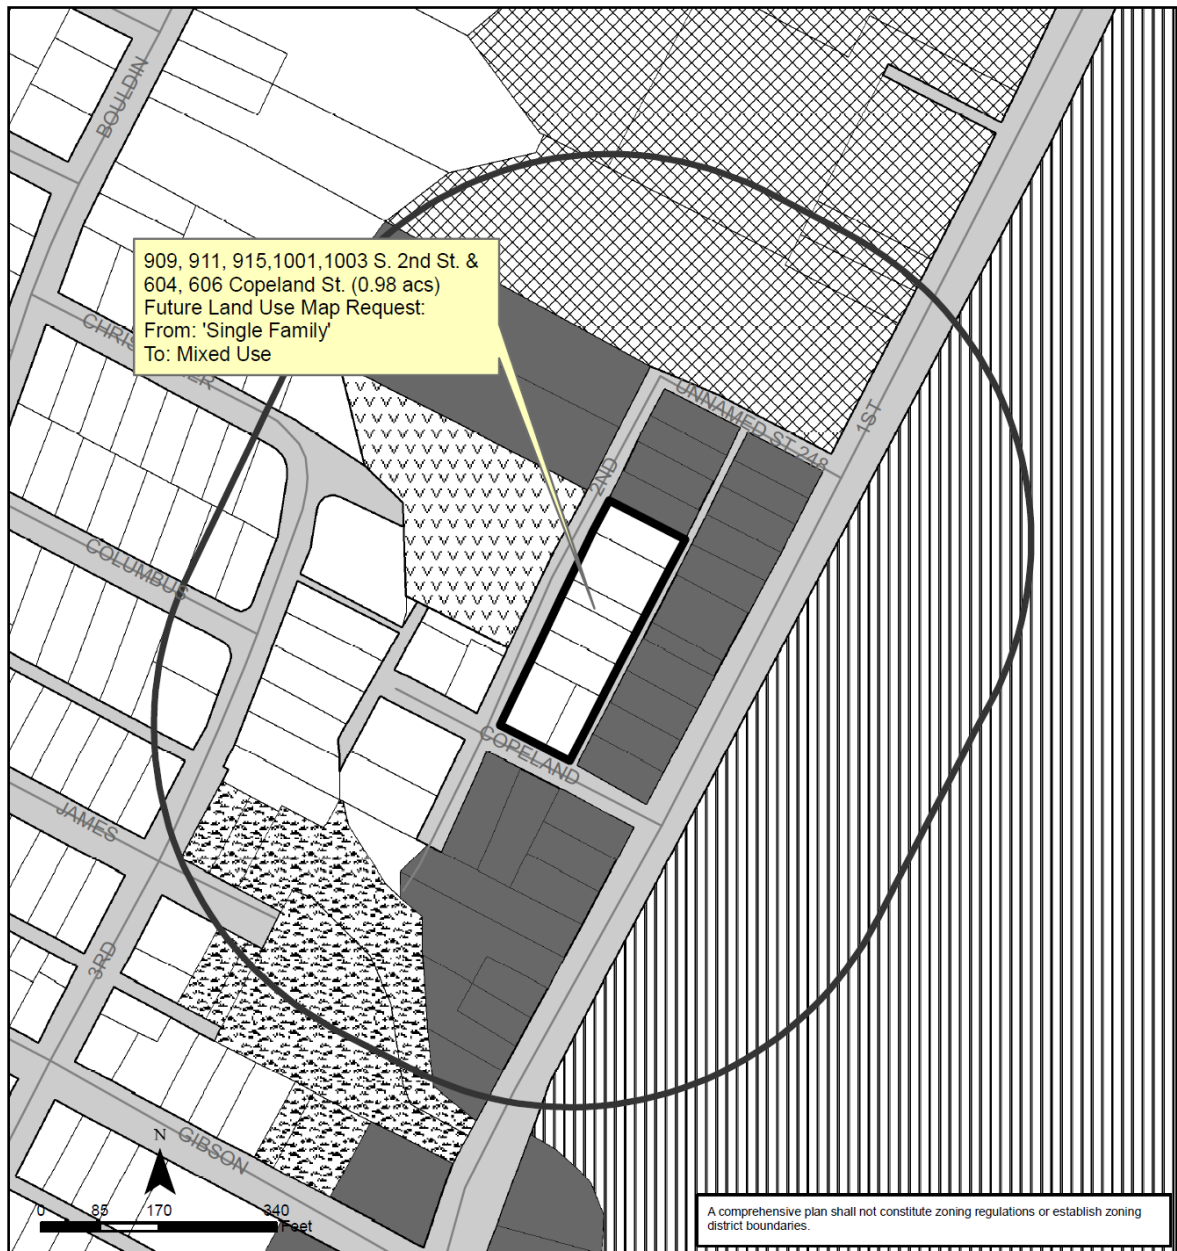 BOULDIN
909, 911, 915,1001,1003 S. 2nd St. &
604, 606 Copeland St. (0.98 acs)
Future Land Use Map Request:
From: 'Single Family'
To: Mixed Use
UNNAMED ST 248
1ST
2ND
COLUMBUS
COPELAND
JAMES
3RD
GIBSON
N
0 85 170 340
Feet
A comprehensive plan shall not constitute zoning regulations or establish zoning
district boundaries.